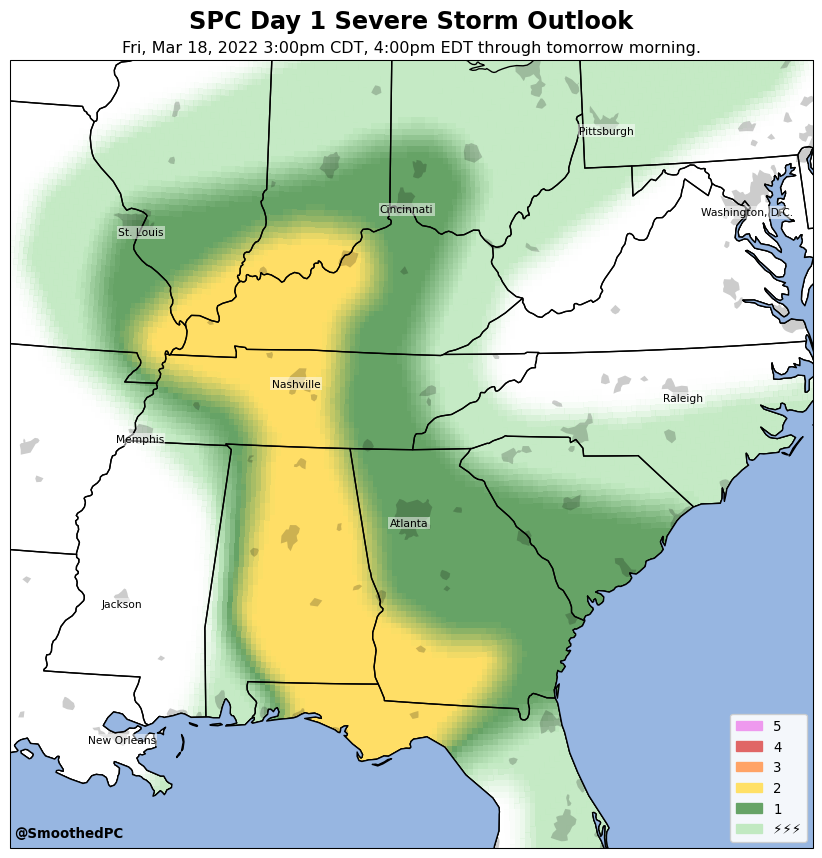 SPC Day 1 Severe Storm Outlook
Fri, Mar 18, 2022 3:00pm CDT, 4:00pm EDT through tomorrow morning.
Pittsburgh
Cincinnati
Washington, D.C.
St. Louis
Nashville
Raleigh
Memphis
Atlanta
Jackson
New Orleans
5
4
3
2
1
⚡⚡⚡
@SmoothedPC